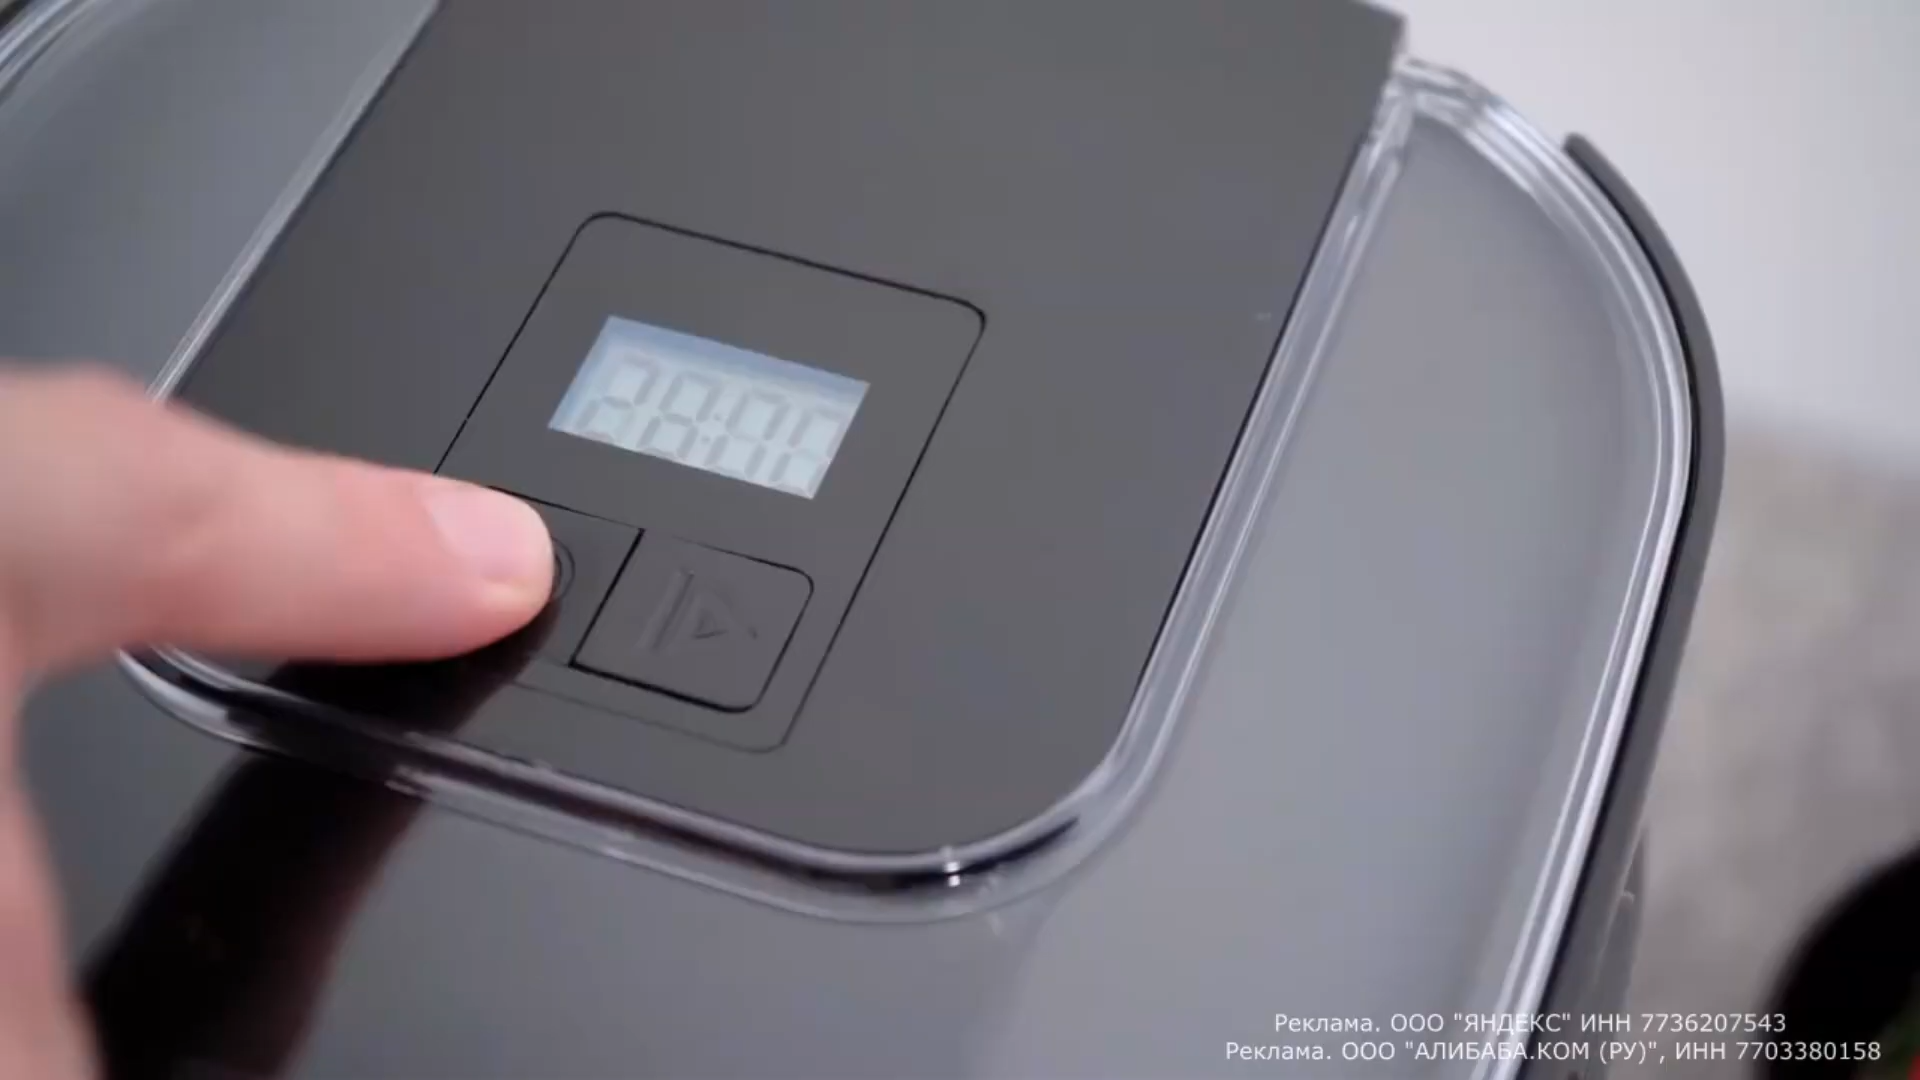 Реклама. ООО "ЯНДЕКС" ИНН 7736207543
Реклама. ООО "АЛИБАБА.КОМ (РУ)", ИНН 7703380158